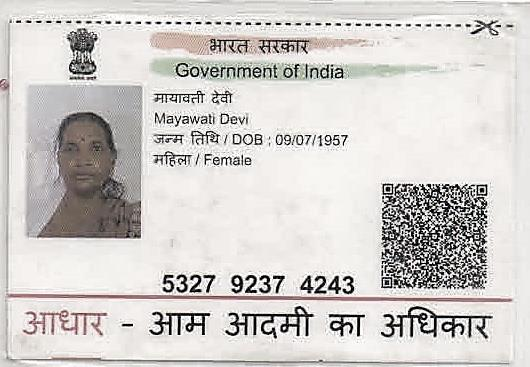 भारत सरकार
Government of India
मायावती देवी
Mayawati Devi
जन्म तिथि / DOB : 09/07/1957
महिला / Female
5327 9237 4243
आधार - आम आदमी का अधिकार